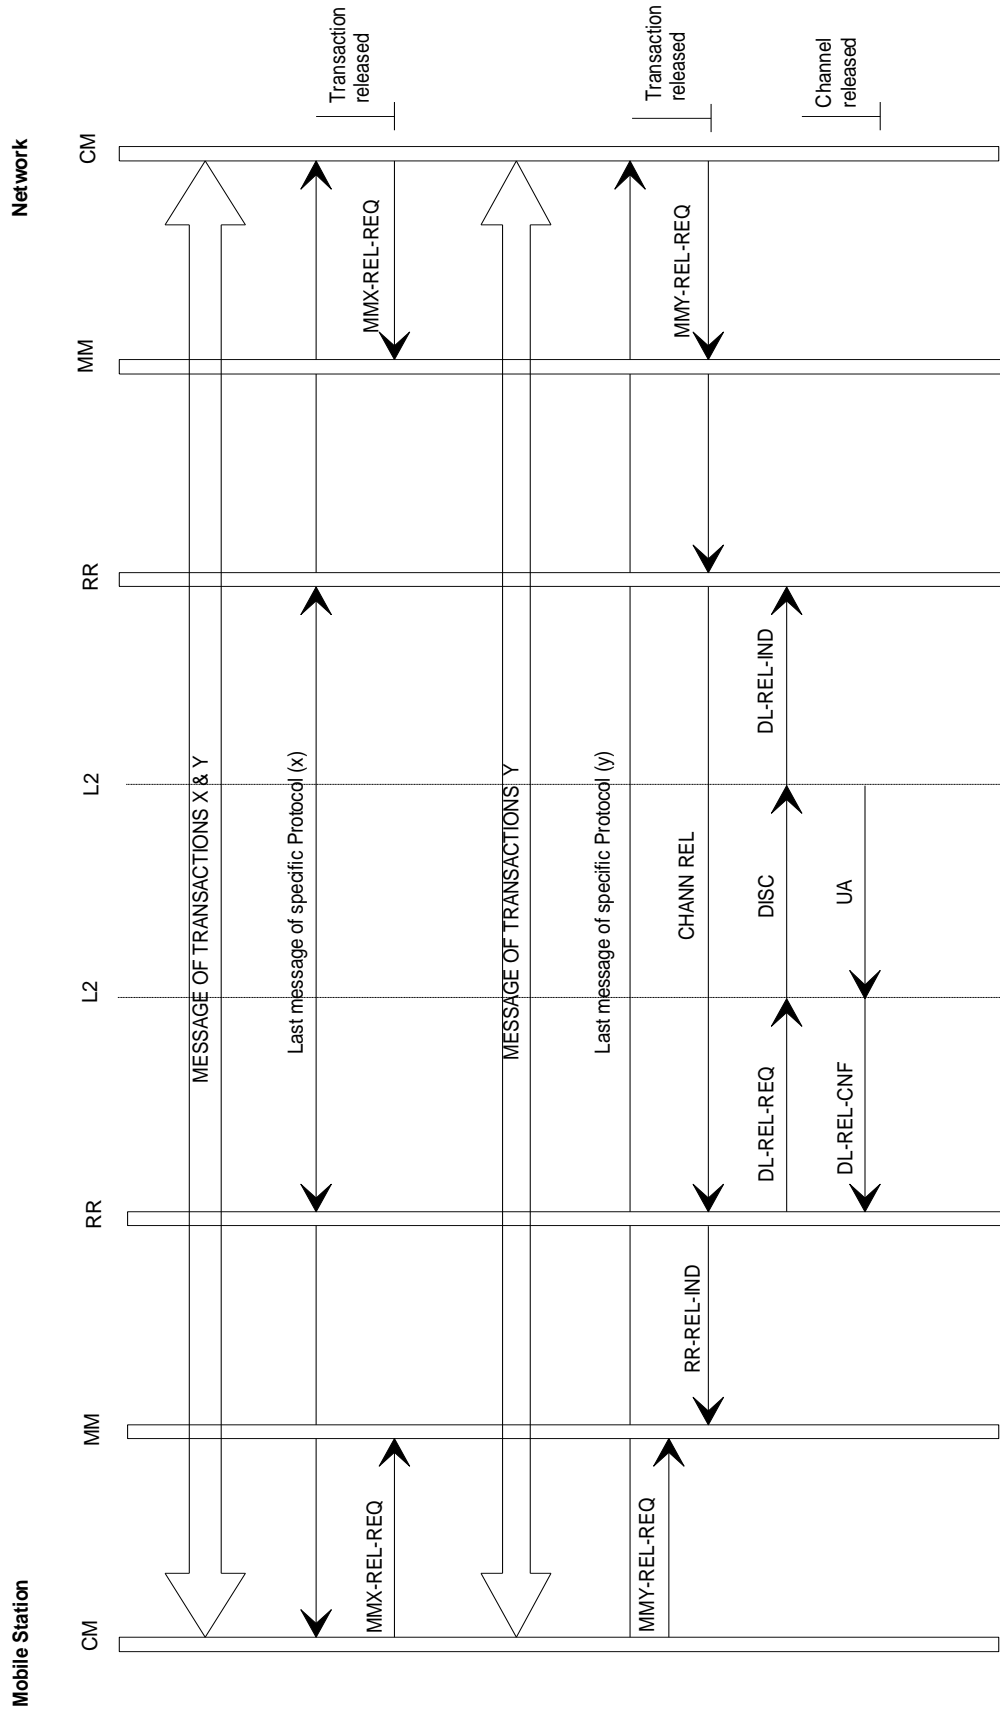 Mobile Station
Network
CM
MM
RR
L2
L2
RR
MM
CM
MESSAGE OF TRANSACTIONS X & Y
Last message of specific Protocol (x)
Transaction
released
MMX-REL-REQ
MMX-REL-REQ
MESSAGE OF TRANSACTIONS Y
Last message of specific Protocol (y)
Transaction
released
MMY-REL-REQ
RR-REL-IND
CHANN REL
MMY-REL-REQ
DL-REL-REQ
DISC
DL-REL-IND
Channel
released
DL-REL-CNF
UA